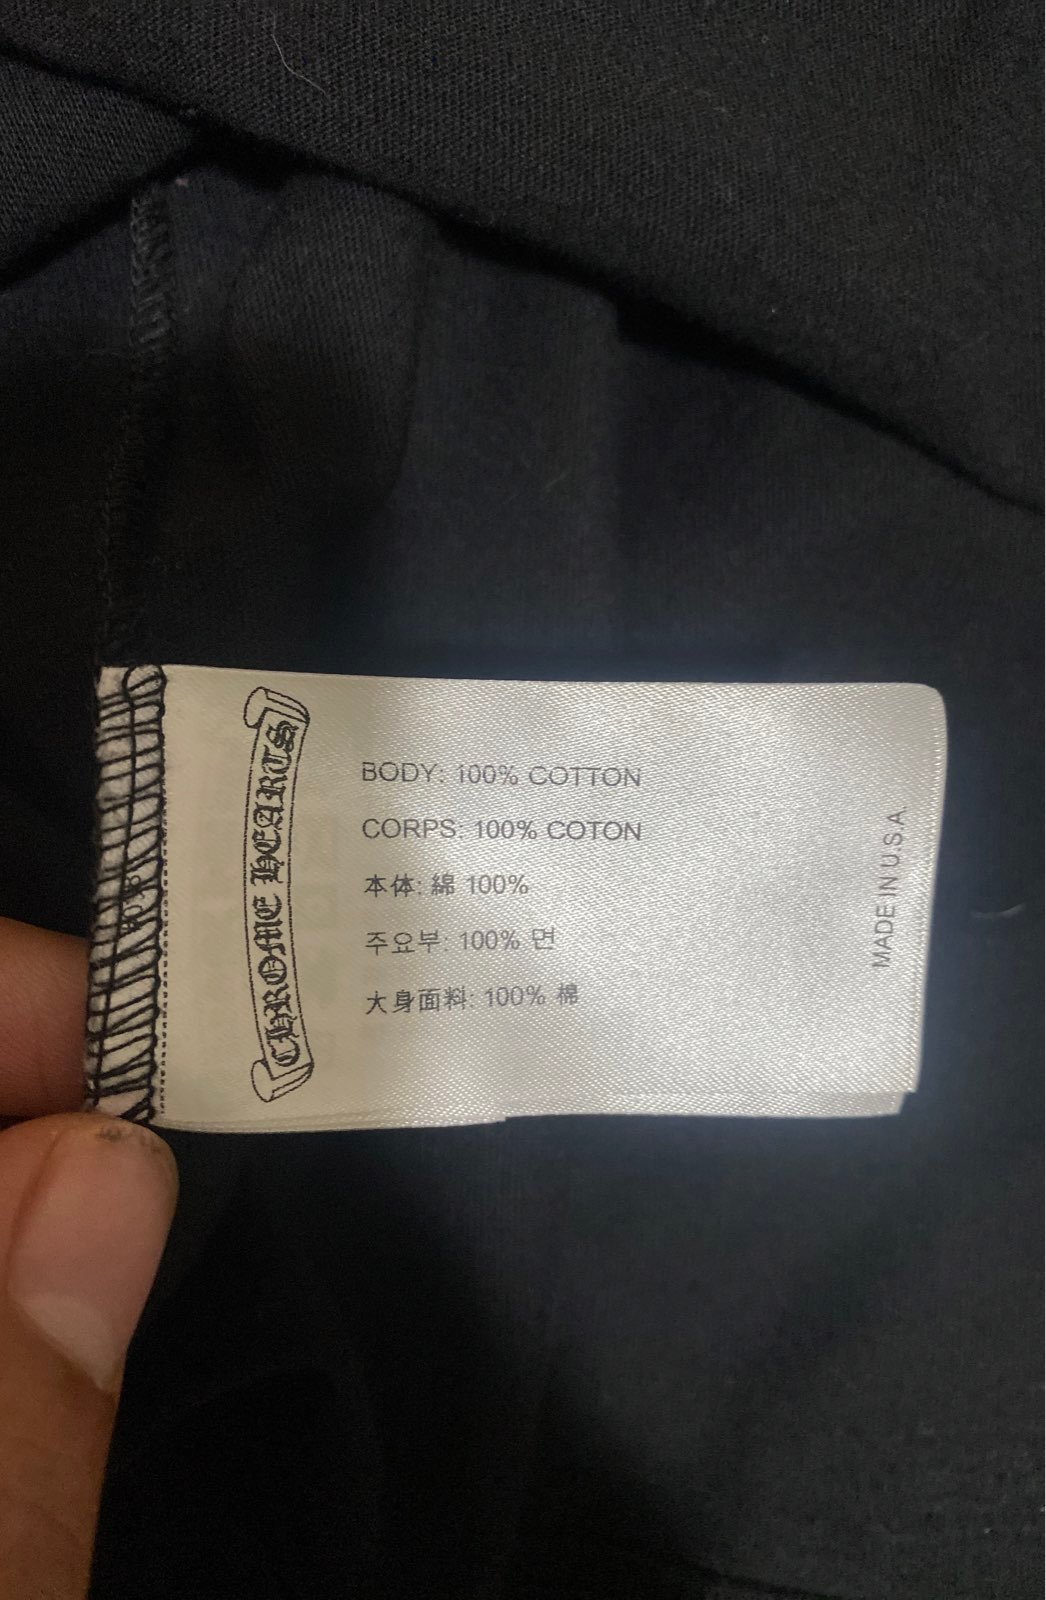 CHROME HEARTS
BODY: 100% COTTON
CORPS: 100% COTON
本体: 綿 100%
주요부: 100% 면
大身面料: 100% 棉
MADE IN U.S.A